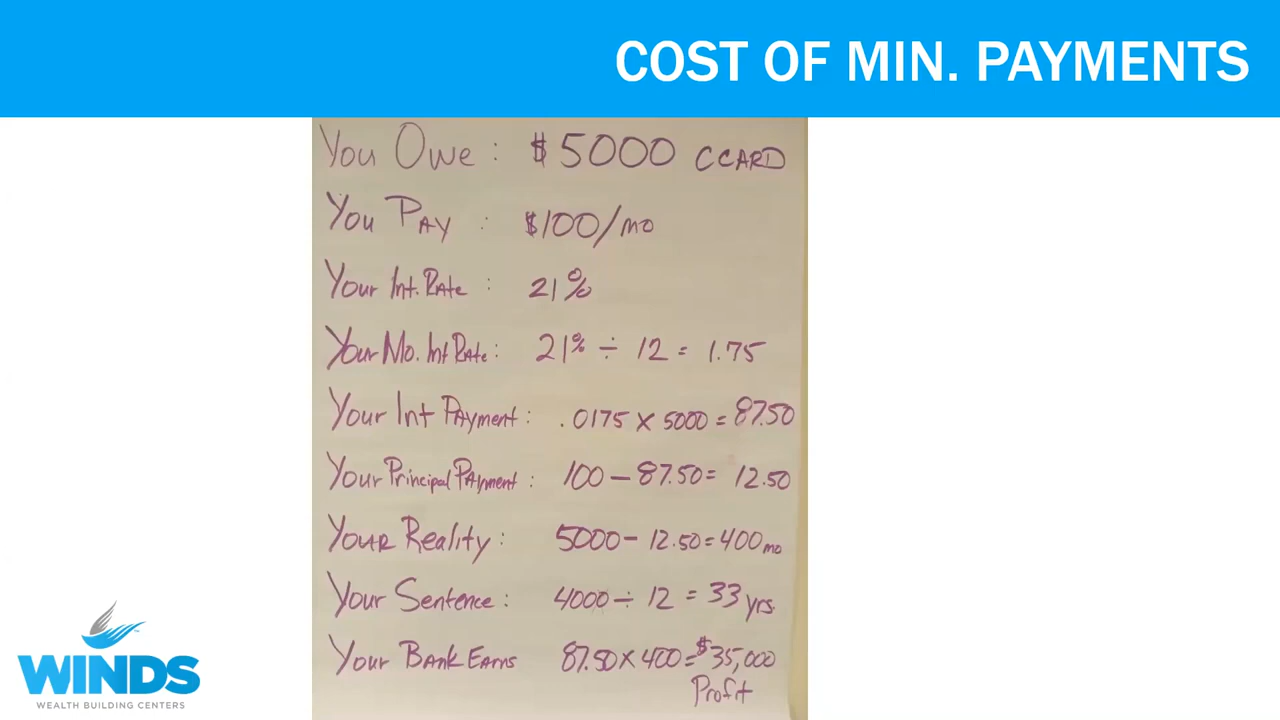 COST OF MIN. PAYMENTS
You Owe: $5000 CCARD
You Pay: $100/mo
Your Int. Rate: 21%
Your Mo. Int Rate: 21% ÷ 12 = 1.75
Your Int Payment: .0175 x 5000 = 87.50
Your Principal Payment: 100 - 87.50 = 12.50
Your Reality: 5000 - 12.50 = 400 mo
Your Sentence: 4000 ÷ 12 = 33 yrs.
Your Bank Earns 87.50 x 400 = $35,000
Profit
WINDS
WEALTH BUILDING CENTERS